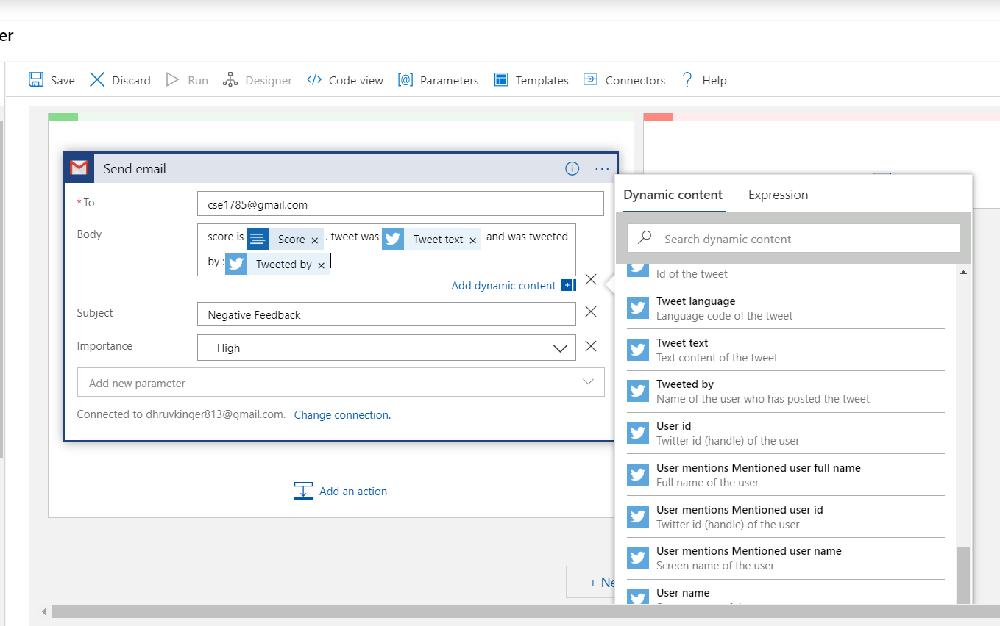 er
Save Discard Run Designer </> Code view [@] Parameters Templates Connectors ? Help
Send email
* To
cse1785@gmail.com
Body
score is Score × . tweet was Tweet text × and was tweeted
by : Tweeted by ×
Add dynamic content +
Subject
Negative Feedback
Importance
High
Add new parameter
Connected to dhruvkinger813@gmail.com. Change connection.
Add an action
+ Ne
Dynamic content Expression
Search dynamic content
Id of the tweet
Tweet language
Language code of the tweet
Tweet text
Text content of the tweet
Tweeted by
Name of the user who has posted the tweet
User id
Twitter id (handle) of the user
User mentions Mentioned user full name
Full name of the user
User mentions Mentioned user id
Twitter id (handle) of the user
User mentions Mentioned user name
Screen name of the user
User name